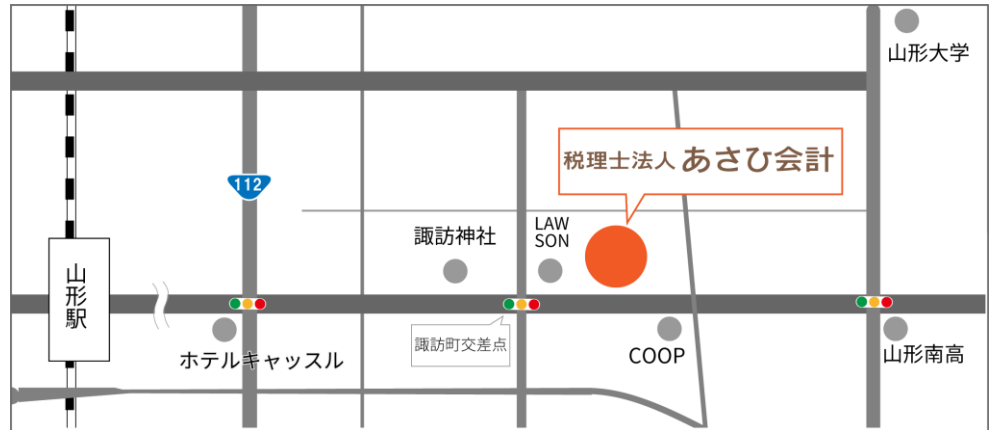 山形大学
税理士法人 あさひ会計
112
諏訪神社
LAW
SON
山形駅
諏訪町交差点
ホテルキャッスル
COOP
山形南高